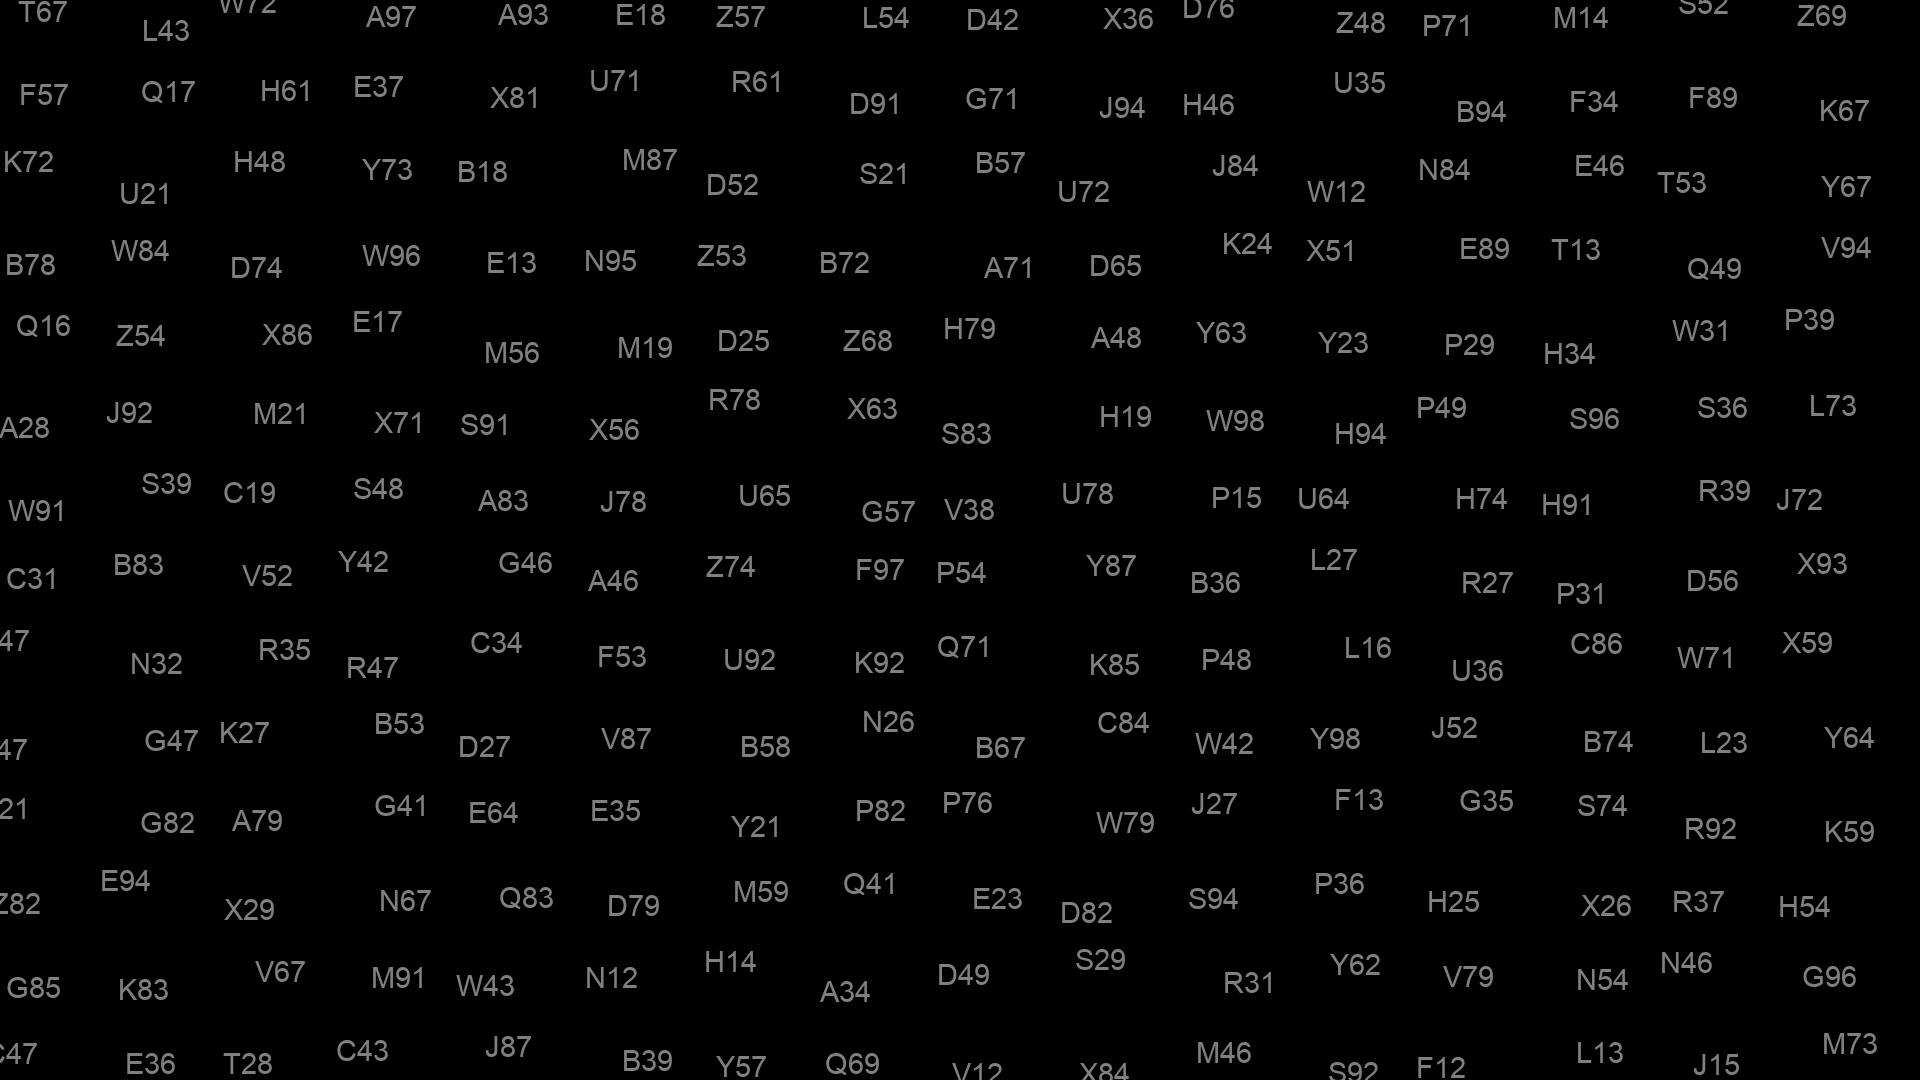 T67 L43 W72 A97 A93 E18 Z57 L54 D42 X36 D76 Z48 P71 M14 S52 Z69
F57 Q17 H61 E37 X81 U71 R61 D91 G71 J94 H46 U35 B94 F34 F89 K67
K72 U21 H48 Y73 B18 M87 D52 S21 B57 U72 J84 W12 N84 E46 T53 Y67
B78 W84 D74 W96 E13 N95 Z53 B72 A71 D65 K24 X51 E89 T13 Q49 V94
Q16 Z54 X86 E17 M56 M19 D25 Z68 H79 A48 Y63 Y23 P29 H34 W31 P39
A28 J92 M21 X71 S91 X56 R78 X63 S83 H19 W98 H94 P49 S96 S36 L73
W91 S39 C19 S48 A83 J78 U65 G57 V38 U78 P15 U64 H74 H91 R39 J72
C31 B83 V52 Y42 G46 A46 Z74 F97 P54 Y87 B36 L27 R27 P31 D56 X93
47 N32 R35 R47 C34 F53 U92 K92 Q71 K85 P48 L16 U36 C86 W71 X59
47 G47 K27 B53 D27 V87 B58 N26 B67 C84 W42 Y98 J52 B74 L23 Y64
21 G82 A79 G41 E64 E35 Y21 P82 P76 W79 J27 F13 G35 S74 R92 K59
Z82 E94 X29 N67 Q83 D79 M59 Q41 E23 D82 S94 P36 H25 X26 R37 H54
G85 K83 V67 M91 W43 N12 H14 A34 D49 S29 R31 Y62 V79 N54 N46 G96
C47 E36 T28 C43 J87 B39 Y57 Q69 V12 X84 M46 S92 F12 L13 J15 M73